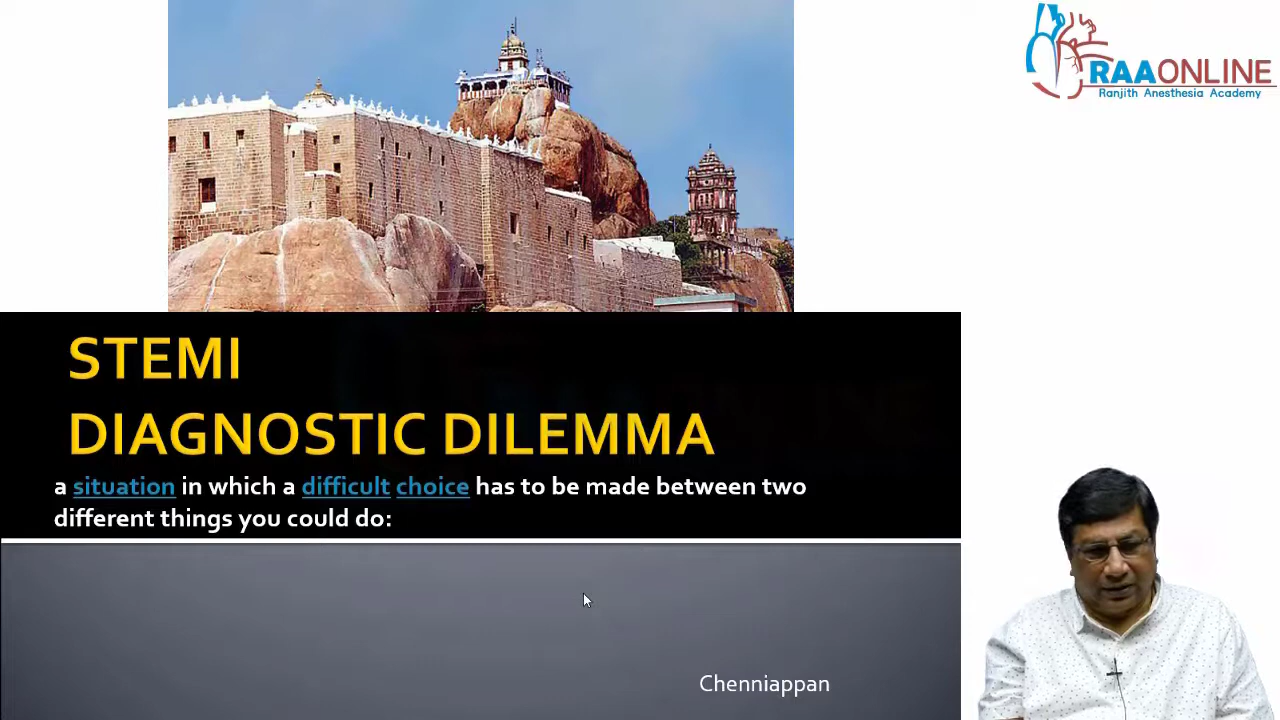 RAAONLINE
Ranjith Anesthesia Academy
STEMI
DIAGNOSTIC DILEMMA
a situation in which a difficult choice has to be made between two
different things you could do:
Chenniappan